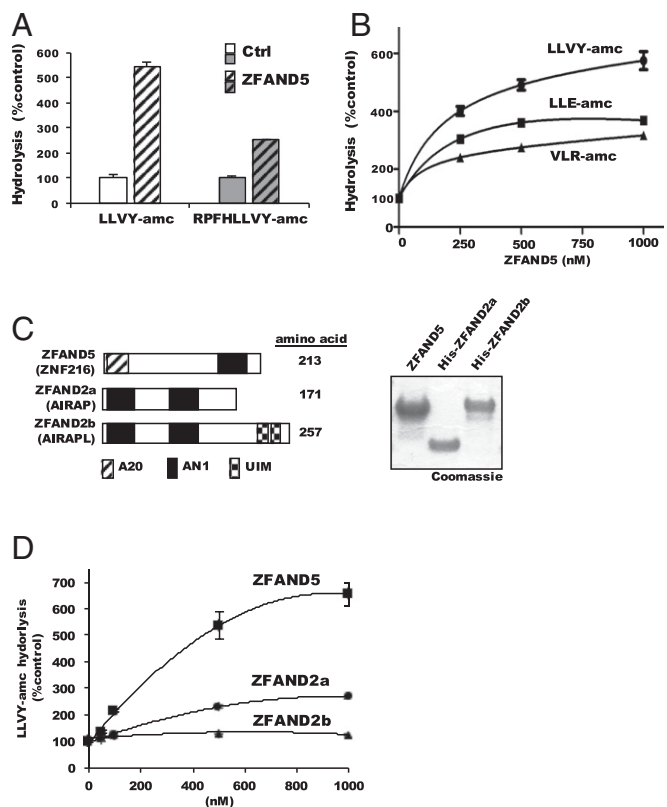 A
Hydrolysis (%control)
600
500
400
300
200
100
0
Ctrl
ZFAND5
LLVY-amc
RPFHLLVY-amc
B
Hydrolysis (%control)
600
400
200
100
0
LLVY-amc
LLE-amc
VLR-amc
0
250
500
750
1000
ZFAND5 (nM)
C
amino acid
ZFAND5
(ZNF216)
213
ZFAND2a
(AIRAP)
171
ZFAND2b
(AIRAPL)
257
A20
AN1
UIM
ZFAND5
His-ZFAND2a
His-ZFAND2b
Coomassie
D
LLVY-amc hydorlysis
(%control)
700
600
500
400
300
200
100
0
ZFAND5
ZFAND2a
ZFAND2b
0
200
400
600
800
1000
(nM)